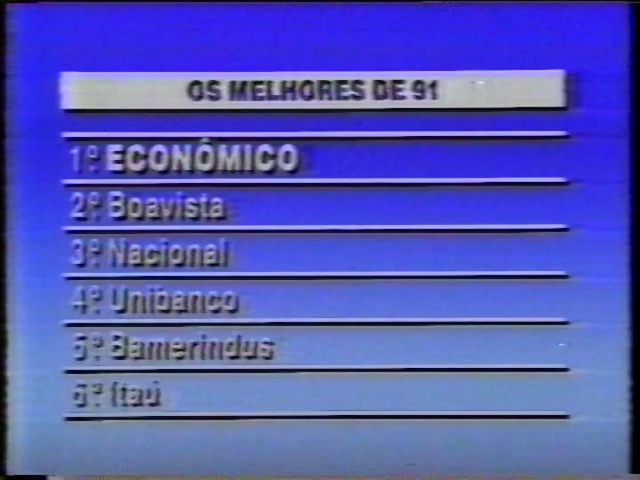 OS MELHORES DE 91
1º ECONÔMICO
2º Boavista
3º Nacional
4º Unibanco
5º Bamerindus
6º Itaú